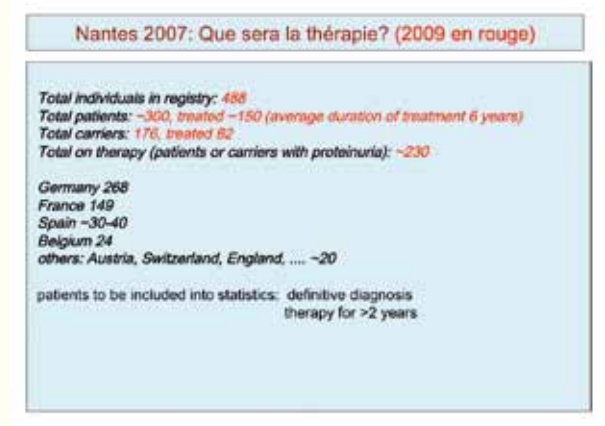 Nantes 2007: Que sera la thérapie? (2009 en rouge)
Total individuals in registry: 488
Total patients: ~300, treated ~150 (average duration of treatment 6 years)
Total carriers: 176, treated 82
Total on therapy (patients or carriers with proteinuria): ~230
Germany 268
France 149
Spain ~30-40
Belgium 24
others: Austria, Switzerland, England, .... ~20
patients to be included into statistics: definitive diagnosis
therapy for >2 years